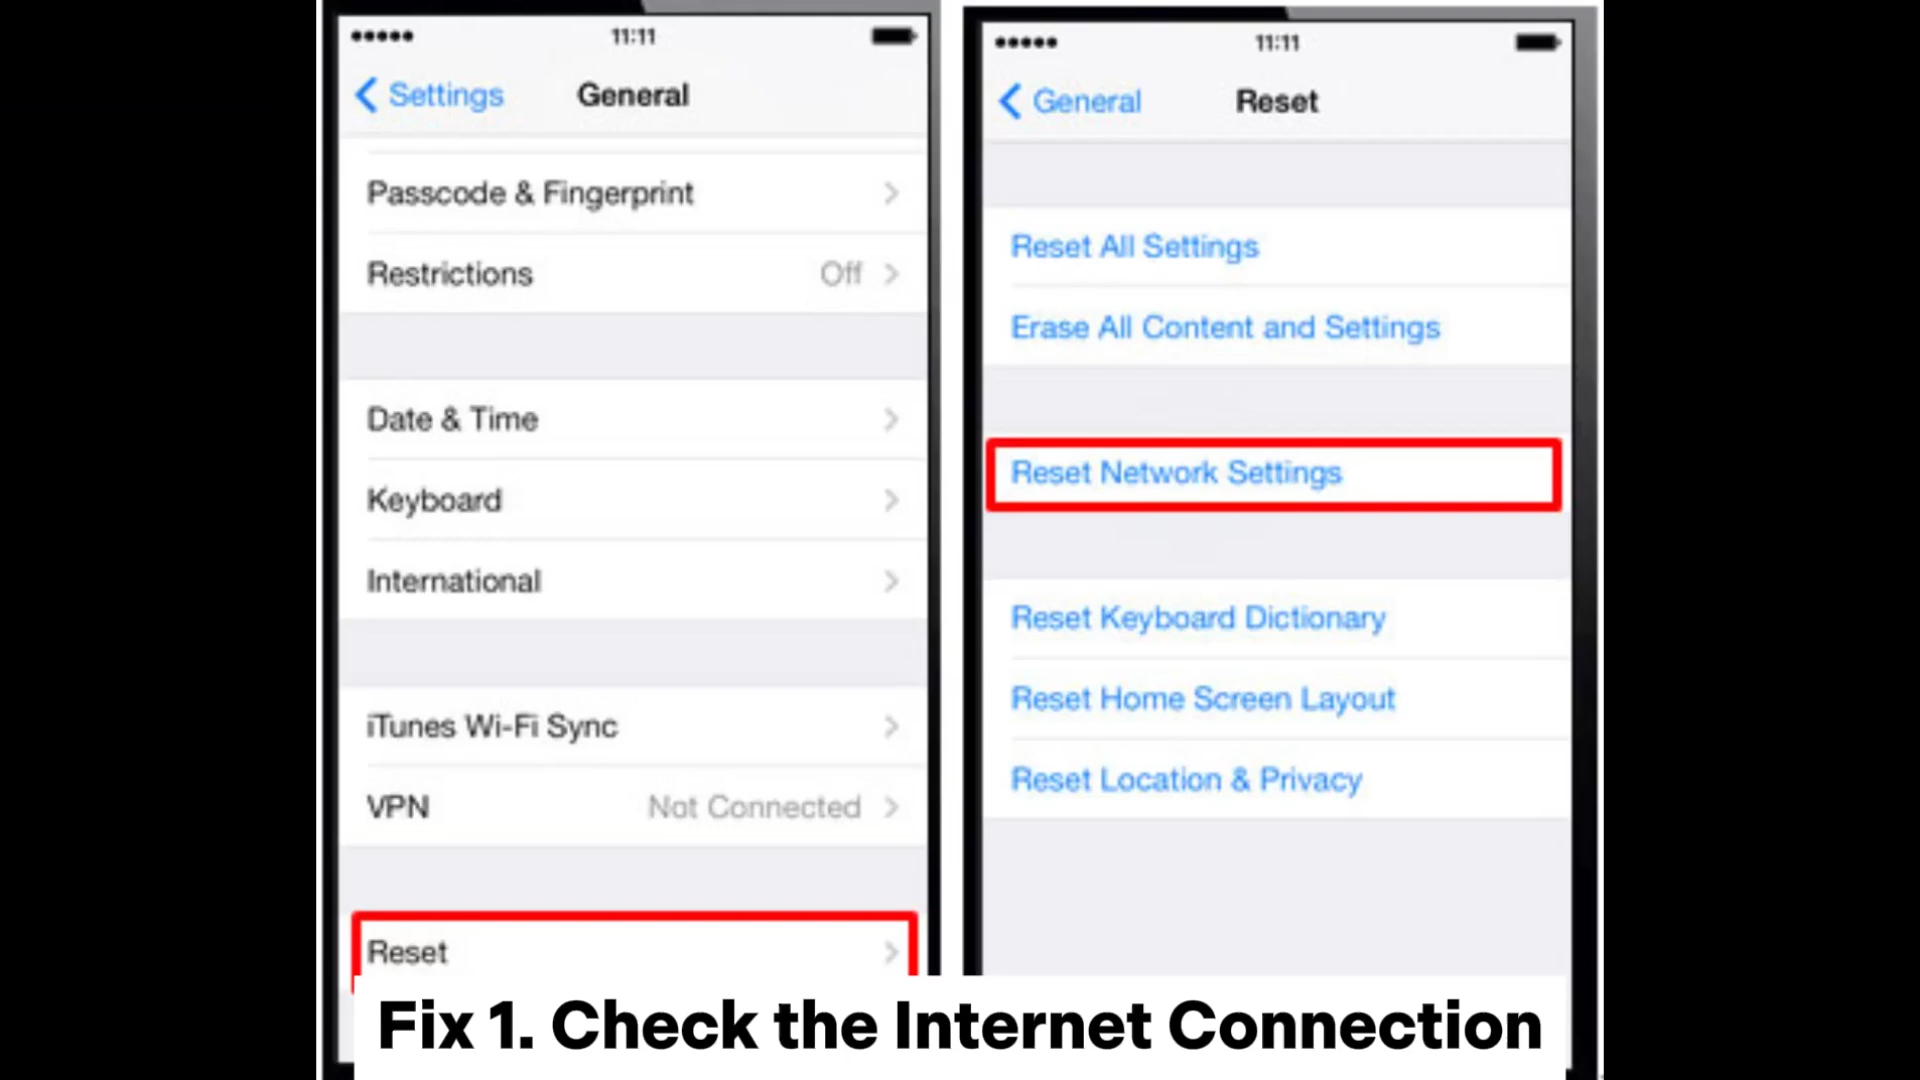 11:11
Settings
General
Passcode & Fingerprint
Restrictions Off
Date & Time
Keyboard
International
iTunes Wi-Fi Sync
VPN Not Connected
Reset
11:11
General
Reset
Reset All Settings
Erase All Content and Settings
Reset Network Settings
Reset Keyboard Dictionary
Reset Home Screen Layout
Reset Location & Privacy
Fix 1. Check the Internet Connection